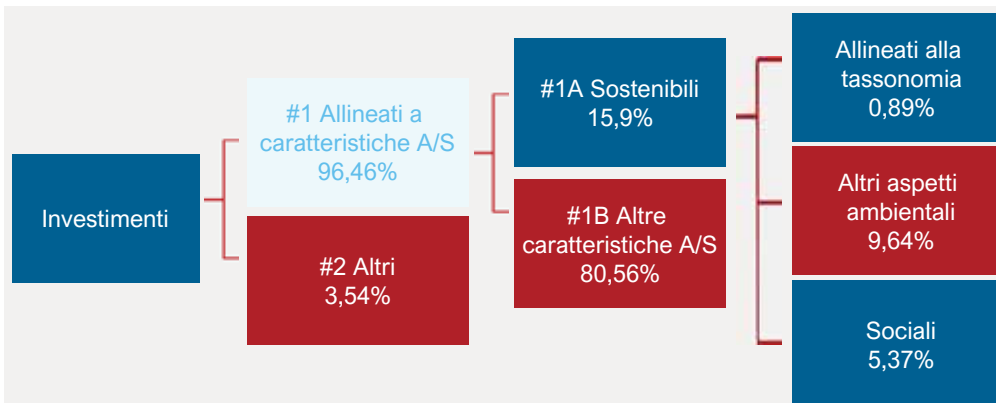 Investimenti
#1 Allineati a
caratteristiche A/S
96,46%
#2 Altri
3,54%
#1A Sostenibili
15,9%
#1B Altre
caratteristiche A/S
80,56%
Allineati alla
tassonomia
0,89%
Altri aspetti
ambientali
9,64%
Sociali
5,37%